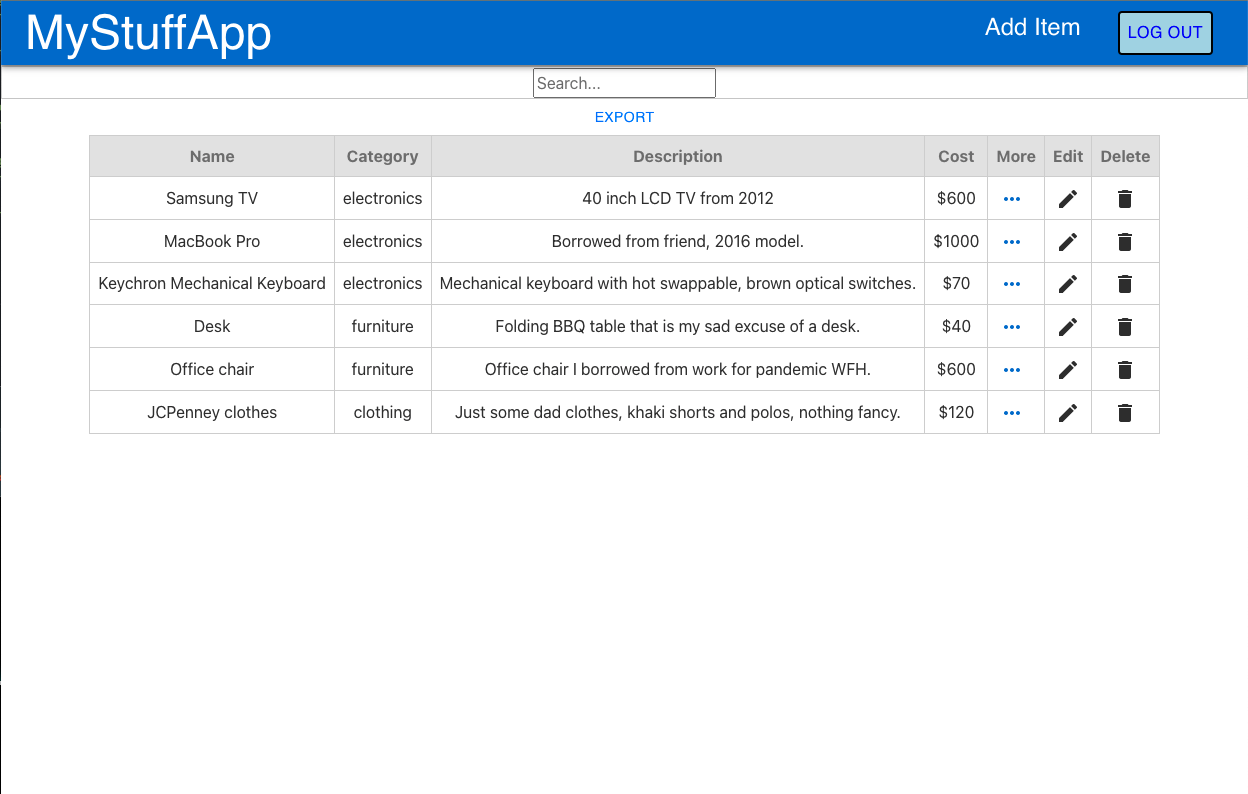 MyStuffApp Add Item LOG OUT
Search...
EXPORT
Name Category Description Cost More Edit Delete
Samsung TV electronics 40 inch LCD TV from 2012 $600
MacBook Pro electronics Borrowed from friend, 2016 model. $1000
Keychron Mechanical Keyboard electronics Mechanical keyboard with hot swappable, brown optical switches. $70
Desk furniture Folding BBQ table that is my sad excuse of a desk. $40
Office chair furniture Office chair I borrowed from work for pandemic WFH. $600
JCPenney clothes clothing Just some dad clothes, khaki shorts and polos, nothing fancy. $120